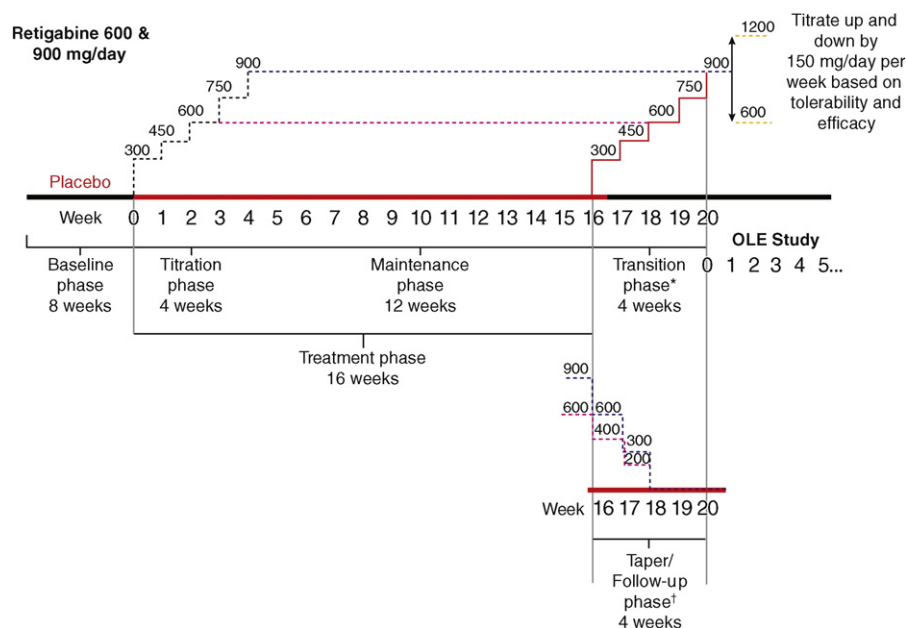 Retigabine 600 &
900 mg/day
300
450
600
750
900
300
450
600
750
900
1200
600
Titrate up and
down by
150 mg/day per
week based on
tolerability and
efficacy
Placebo
Week 0 1 2 3 4 5 6 7 8 9 10 11 12 13 14 15 16 17 18 19 20
OLE Study
0 1 2 3 4 5...
Baseline
phase
8 weeks
Titration
phase
4 weeks
Maintenance
phase
12 weeks
Transition
phase*
4 weeks
Treatment phase
16 weeks
900
600 600
400
300
200
Week 16 17 18 19 20
Taper/
Follow-up
phase†
4 weeks